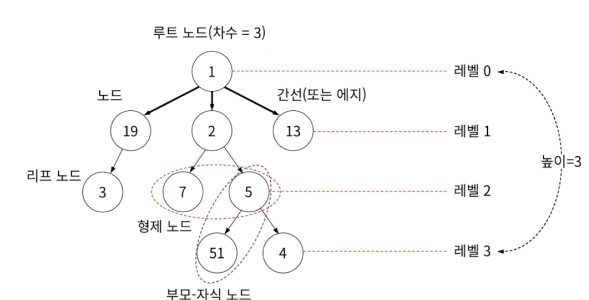 루트 노드(차수 = 3)
1
레벨 0
노드
간선(또는 에지)
19
2
13
레벨 1
높이=3
리프 노드
3
7
5
레벨 2
형제 노드
51
4
레벨 3
부모-자식 노드